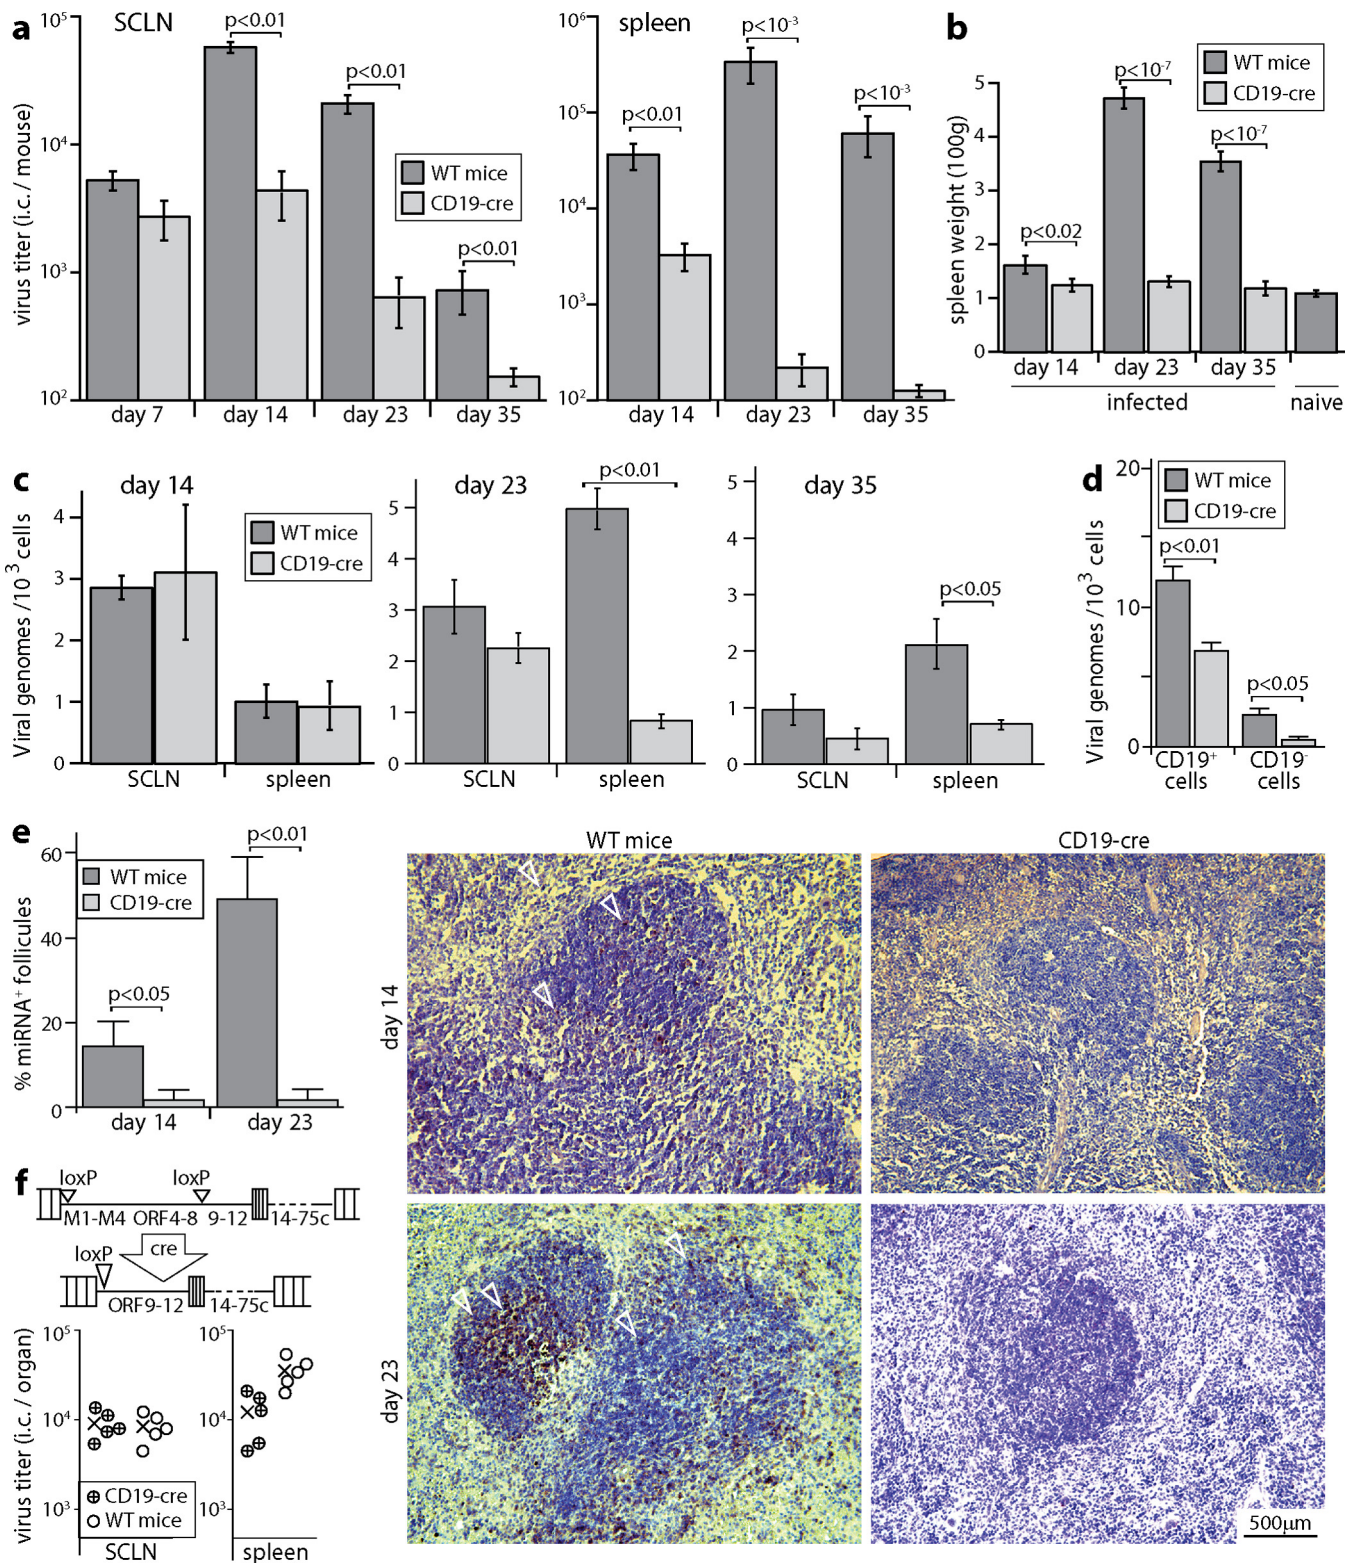 a
SCLN
spleen
virus titer (i.c./ mouse)
10⁵
10⁴
10³
10²
p<0.01
p<0.01
p<0.01
WT mice
CD19-cre
day 7
day 14
day 23
day 35
10⁶
10⁵
10⁴
10³
10²
p<0.01
p<10⁻³
p<10⁻³
day 14
day 23
day 35
b
WT mice
CD19-cre
spleen weight (100g)
5
4
3
2
1
0
p<0.02
p<10⁻⁷
p<10⁻⁷
day 14
day 23
day 35
infected
naive
c
Viral genomes /10³ cells
day 14
4
3
2
1
0
WT mice
CD19-cre
SCLN
spleen
day 23
5
4
3
2
1
0
p<0.01
SCLN
spleen
day 35
5
4
3
2
1
0
p<0.05
SCLN
spleen
d
Viral genomes /10³ cells
20
10
0
WT mice
CD19-cre
p<0.01
p<0.05
CD19⁺
cells
CD19⁻
cells
e
% miRNA⁺ follicules
60
40
20
0
WT mice
CD19-cre
p<0.05
p<0.01
day 14
day 23
WT mice
CD19-cre
day 14
day 23
500µm
f
loxP
loxP
M1-M4 ORF4-8 9-12 14-75c
cre
loxP
ORF9-12 14-75c
virus titer (i.c. / organ)
10⁵
10⁴
10³
CD19-cre
WT mice
SCLN
10⁵
10⁴
10³
spleen